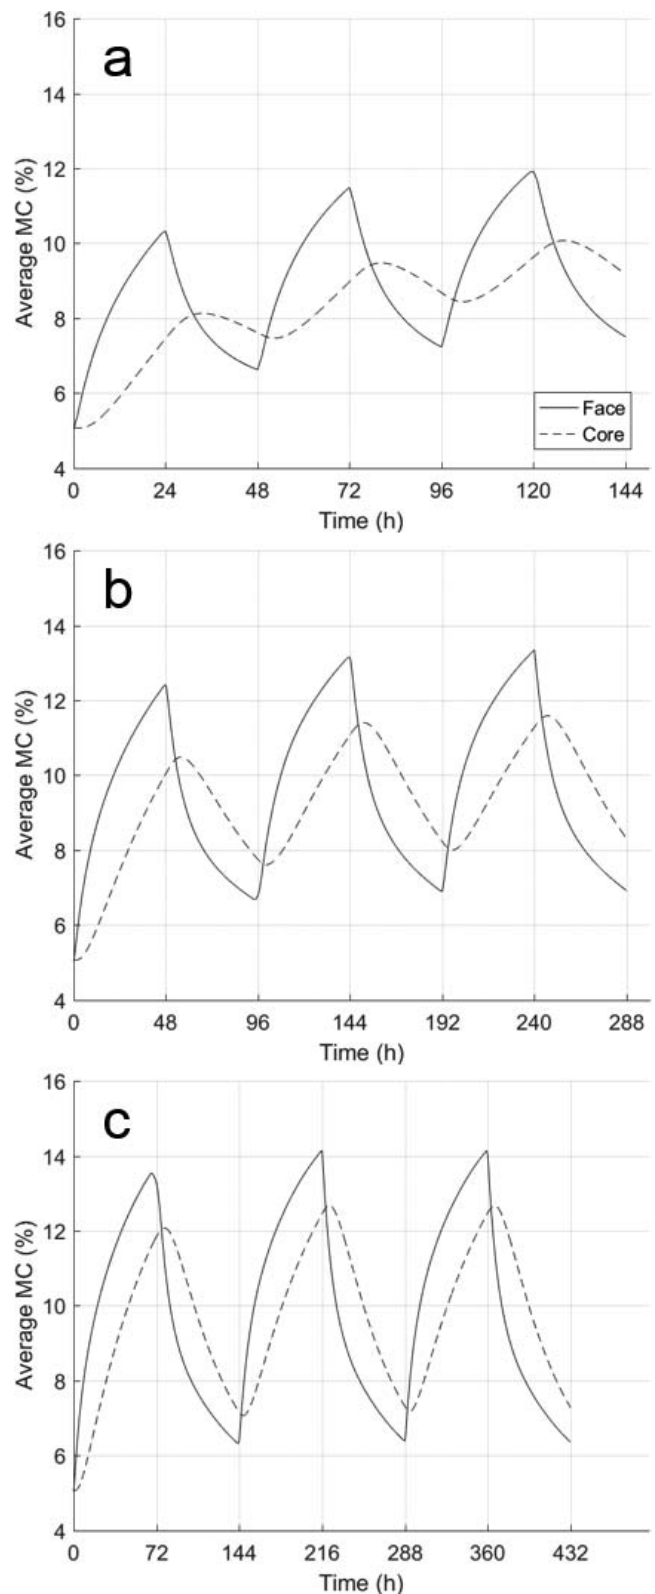 a
16
14
12
10
8
6
4
Average MC (%)
Face
Core
0 24 48 72 96 120 144
Time (h)
b
16
14
12
10
8
6
4
Average MC (%)
0 48 96 144 192 240 288
Time (h)
c
16
14
12
10
8
6
4
Average MC (%)
0 72 144 216 288 360 432
Time (h)